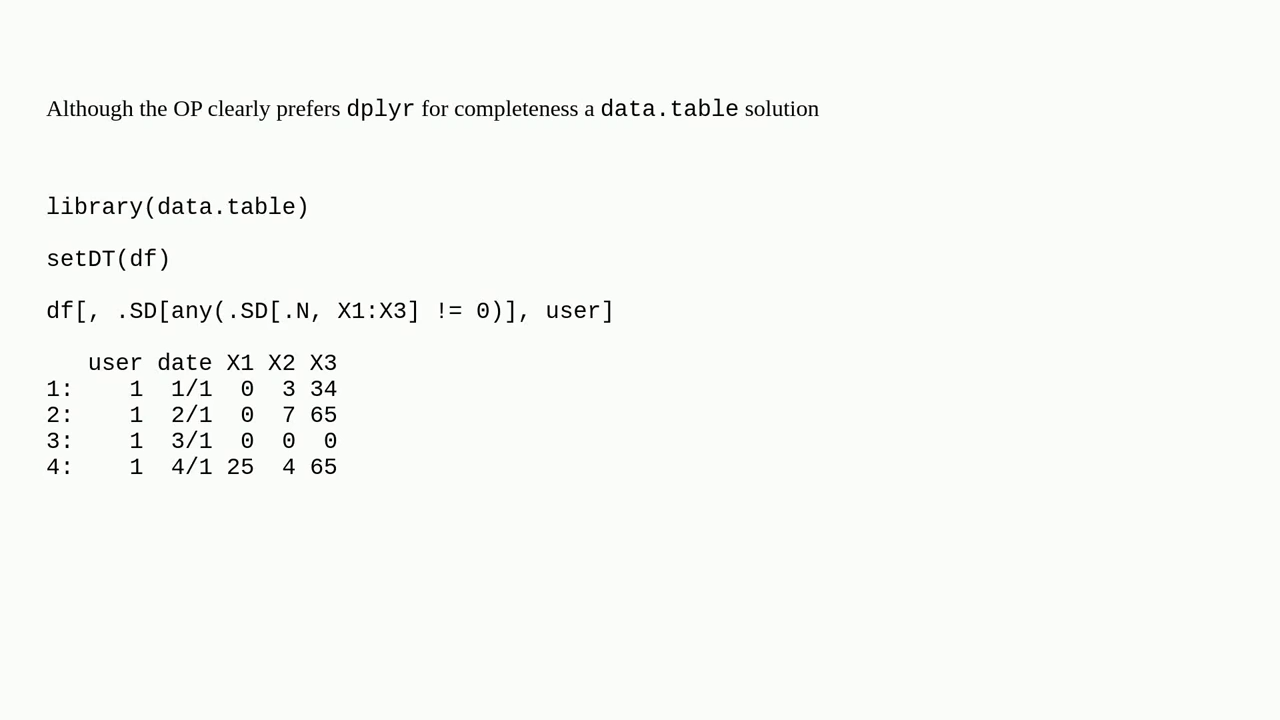 Although the OP clearly prefers dplyr for completeness a data.table solution
library(data.table)
setDT(df)
df[, .SD[any(.SD[.N, X1:X3] != 0)], user]
   user date X1 X2 X3
1:    1  1/1  0  3 34
2:    1  2/1  0  7 65
3:    1  3/1  0  0  0
4:    1  4/1 25  4 65